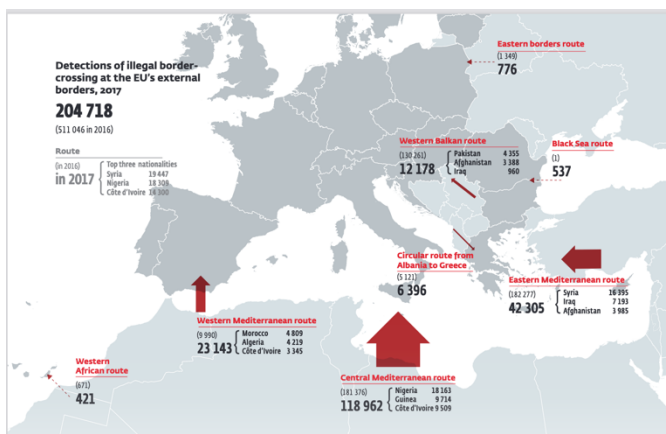 Detections of illegal border-
crossing at the EU's external
borders, 2017
204 718
(511 046 in 2016)
Route
(in 2016)
in 2017
Top three nationalities
Syria 19 447
Nigeria 18 309
Côte d'Ivoire 14 300
Eastern borders route
(1 349)
776
Western Balkan route
(130 261)
12 178
Pakistan 4 355
Afghanistan 3 388
Iraq 960
Black Sea route
(1)
537
Circular route from
Albania to Greece
(5 121)
6 396
Eastern Mediterranean route
(182 277)
42 305
Syria 16 395
Iraq 7 193
Afghanistan 3 985
Western Mediterranean route
(9 990)
23 143
Morocco 4 809
Algeria 4 219
Côte d'Ivoire 3 345
Western
African route
(671)
421
Central Mediterranean route
(181 376)
118 962
Nigeria 18 163
Guinea 9 714
Côte d'Ivoire 9 509